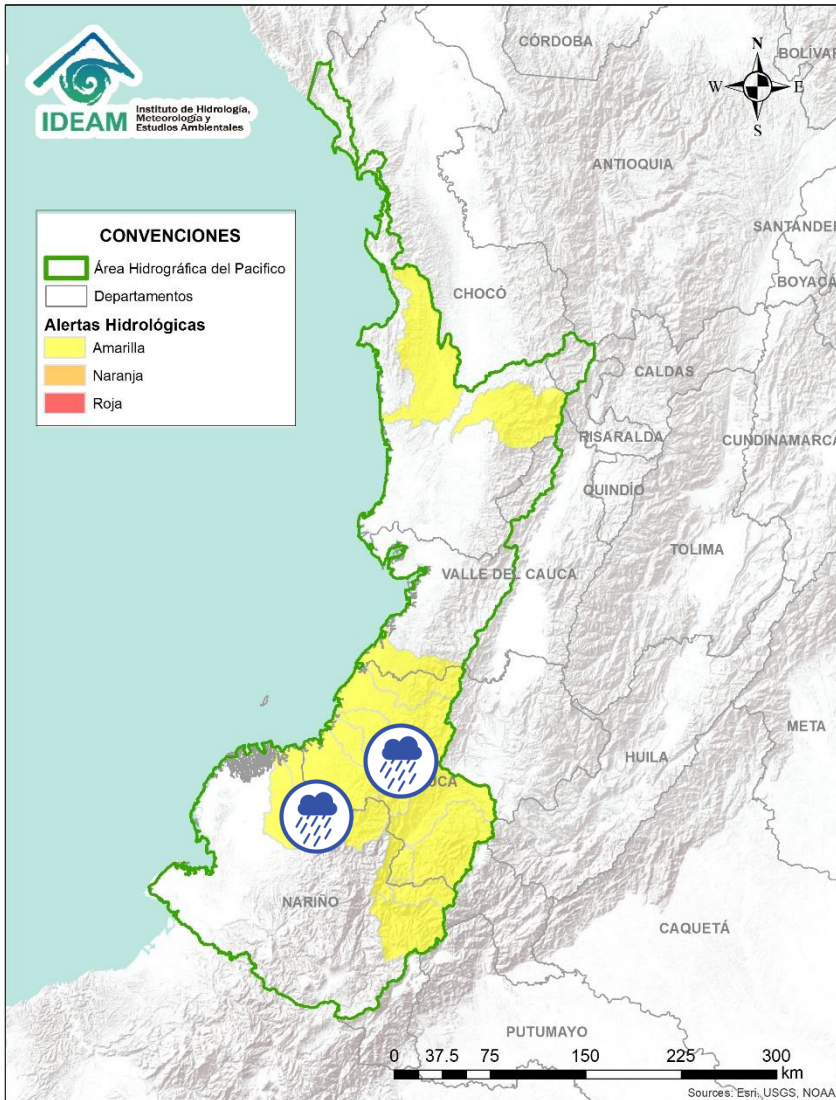 IDEAM
Instituto de Hidrología,
Meteorología y
Estudios Ambientales
CONVENCIONES
Área Hidrográfica del Pacifico
Departamentos
Alertas Hidrológicas
Amarilla
Naranja
Roja
N
W E
S
CÓRDOBA
BOLÍVAR
ANTIOQUIA
SANTANDER
BOYACÁ
CHOCÓ
CALDAS
RISARALDA
CUNDINAMARCA
QUINDÍO
TOLIMA
VALLE DEL CAUCA
META
HUILA
UCA
NARIÑO
CAQUETÁ
PUTUMAYO
0 37.5 75 150 225 300
km
Sources: Esri, USGS, NOAA